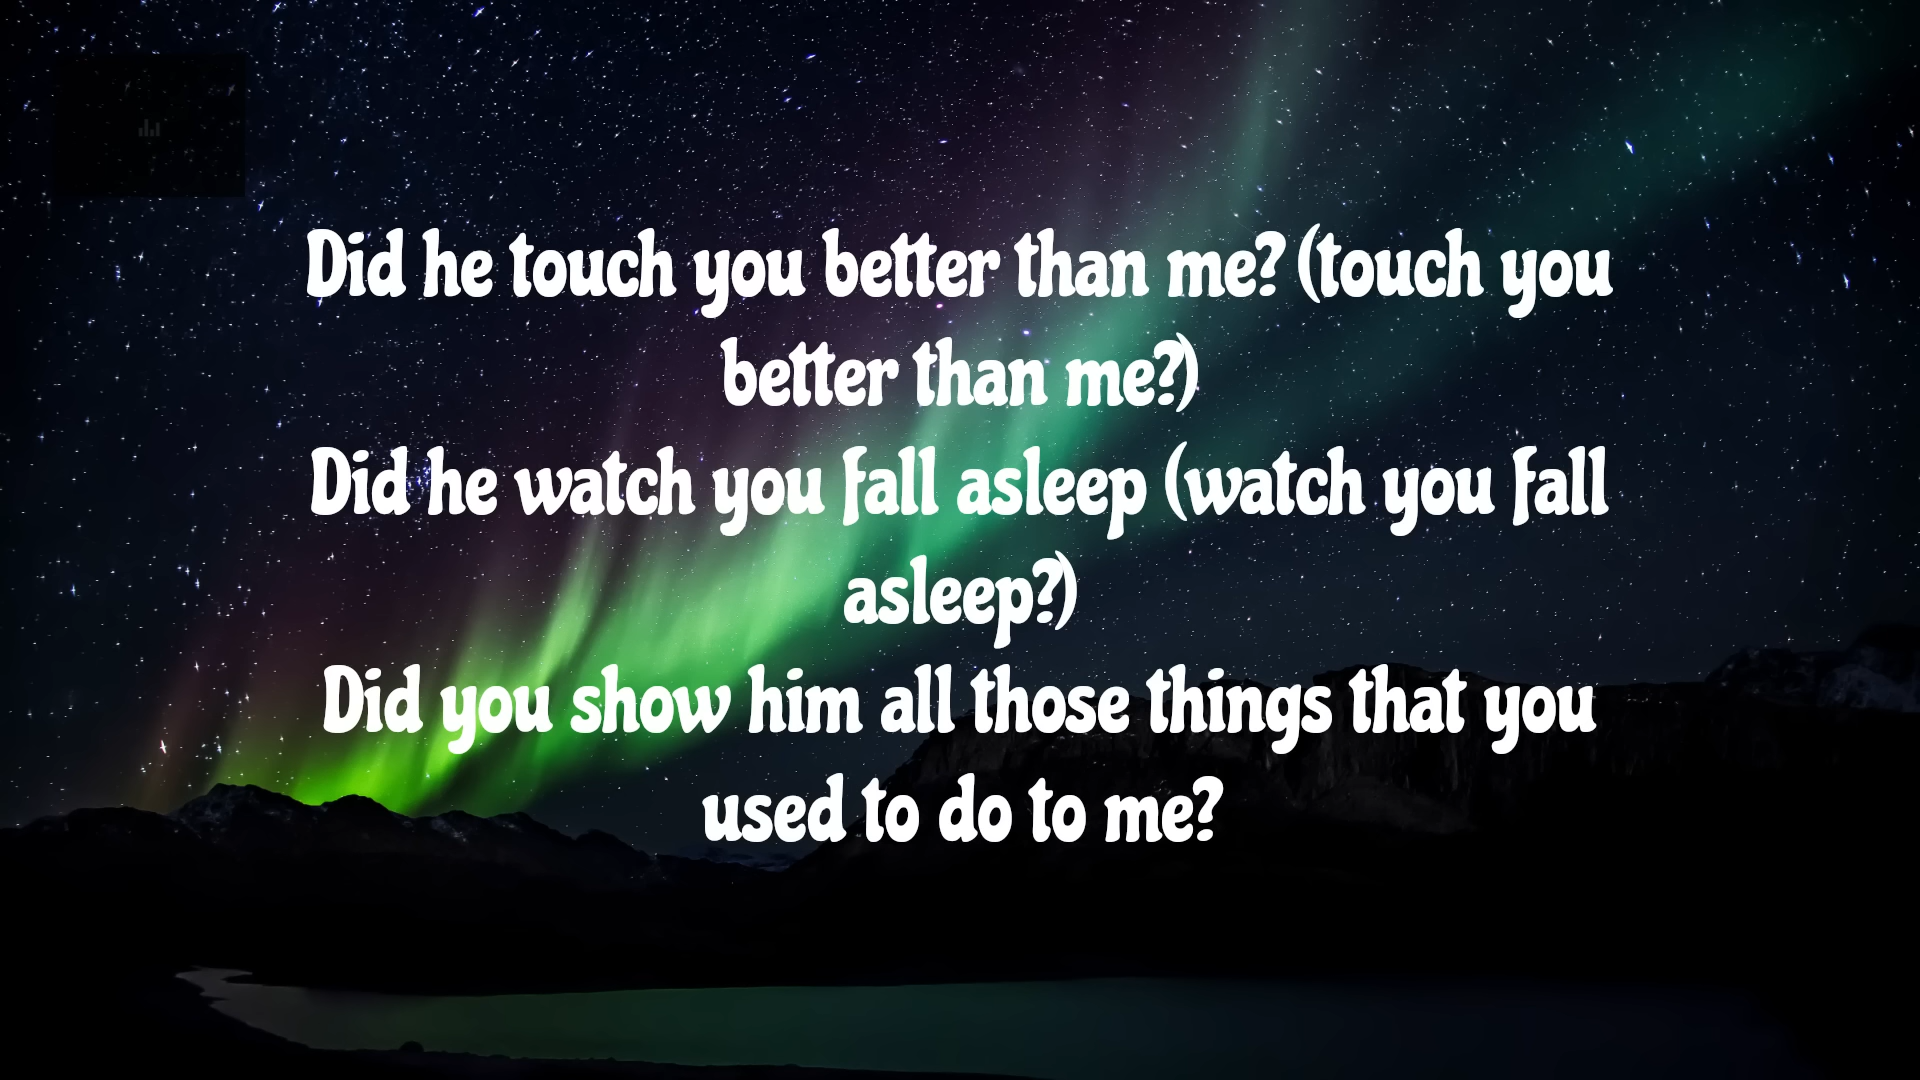 Did he touch you better than me? (touch you
better than me?)
Did he watch you fall asleep (watch you fall
asleep?)
Did you show him all those things that you
used to do to me?